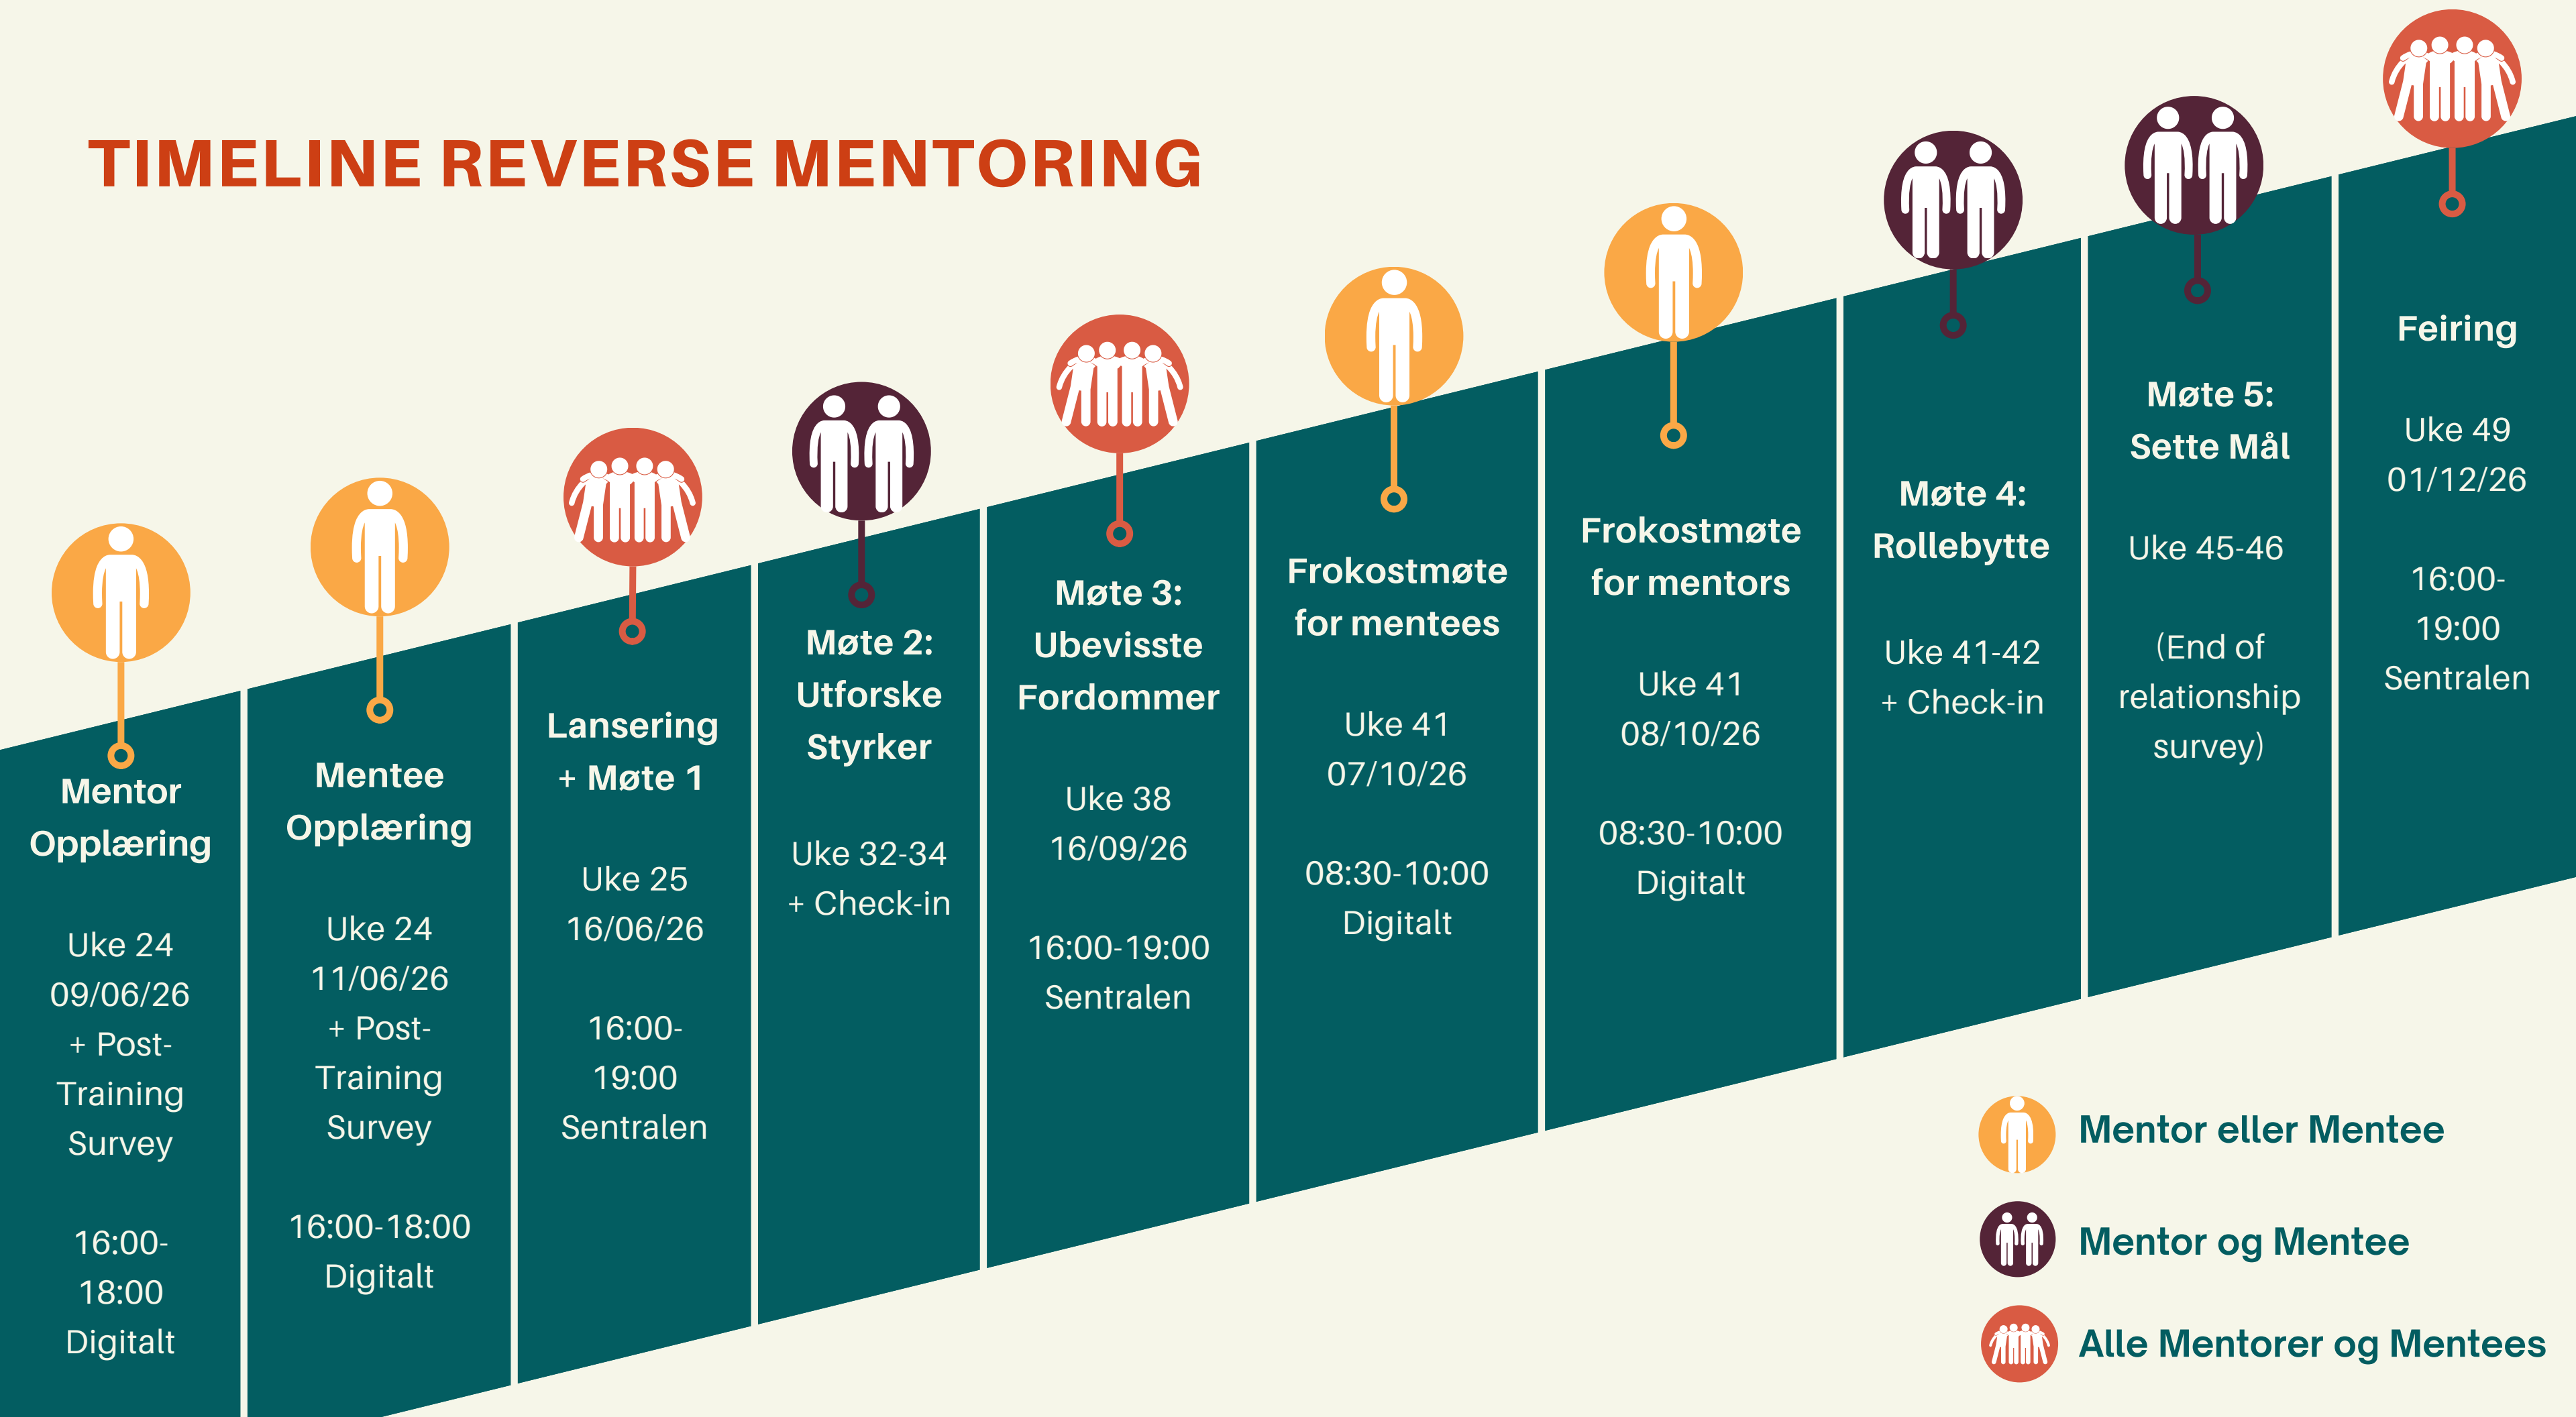 TIMELINE REVERSE MENTORING
Mentor
Opplæring
Uke 24
09/06/26
+ Post-
Training
Survey
16:00-
18:00
Digitalt
Mentee
Opplæring
Uke 24
11/06/26
+ Post-
Training
Survey
16:00-18:00
Digitalt
Lansering
+ Møte 1
Uke 25
16/06/26
16:00-
19:00
Sentralen
Møte 2:
Utforske
Styrker
Uke 32-34
+ Check-in
Møte 3:
Ubevisste
Fordommer
Uke 38
16/09/26
16:00-19:00
Sentralen
Frokostmøte
for mentees
Uke 41
07/10/26
08:30-10:00
Digitalt
Frokostmøte
for mentors
Uke 41
08/10/26
08:30-10:00
Digitalt
Møte 4:
Rollebytte
Uke 41-42
+ Check-in
Møte 5:
Sette Mål
Uke 45-46
(End of
relationship
survey)
Feiring
Uke 49
01/12/26
16:00-
19:00
Sentralen
Mentor eller Mentee
Mentor og Mentee
Alle Mentorer og Mentees